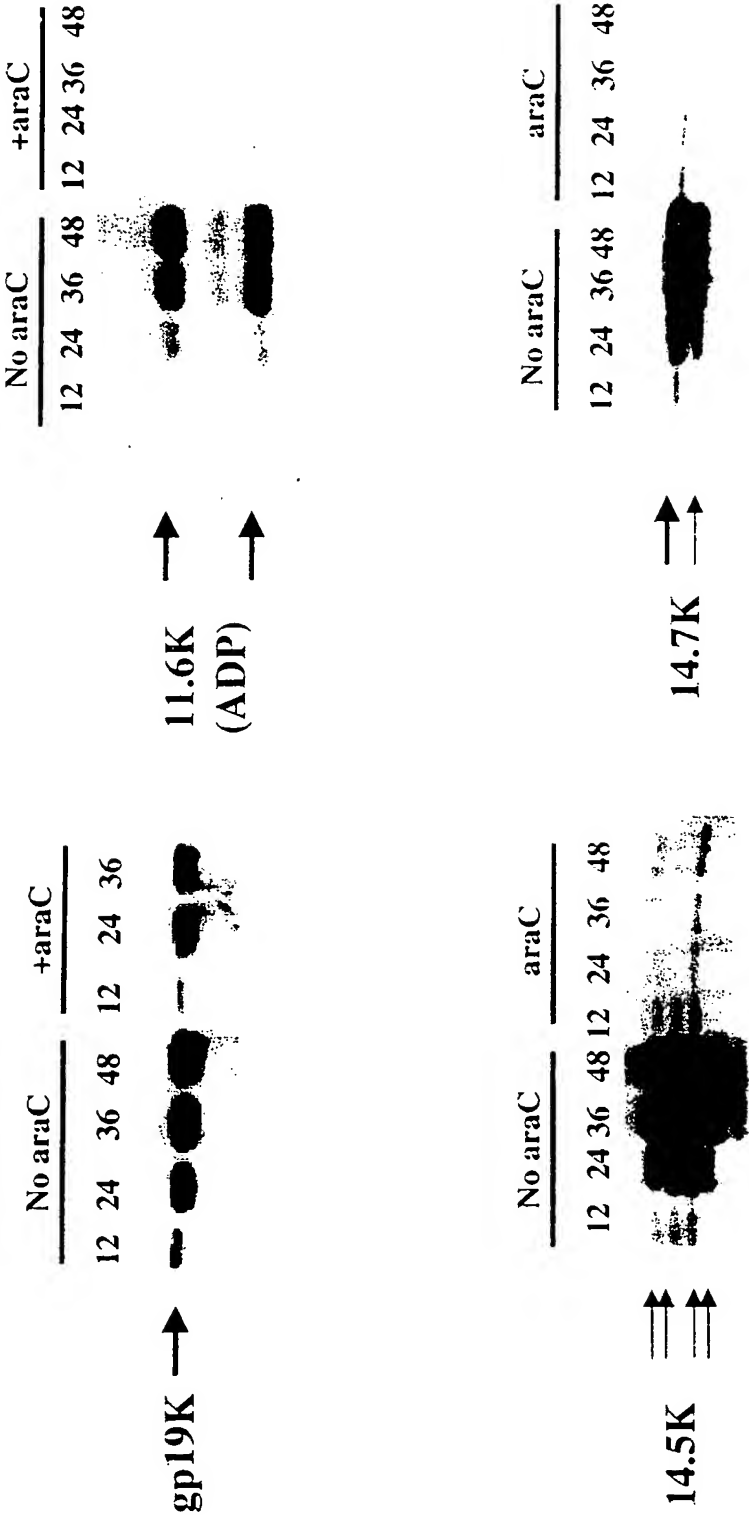 No araC +araC
12 24 36 48 12 24 36
gp19K
No araC +araC
12 24 36 48 12 24 36 48
11.6K
(ADP)
No araC araC
12 24 36 48 12 24 36 48
14.5K
No araC araC
12 24 36 48 12 24 36 48
14.7K